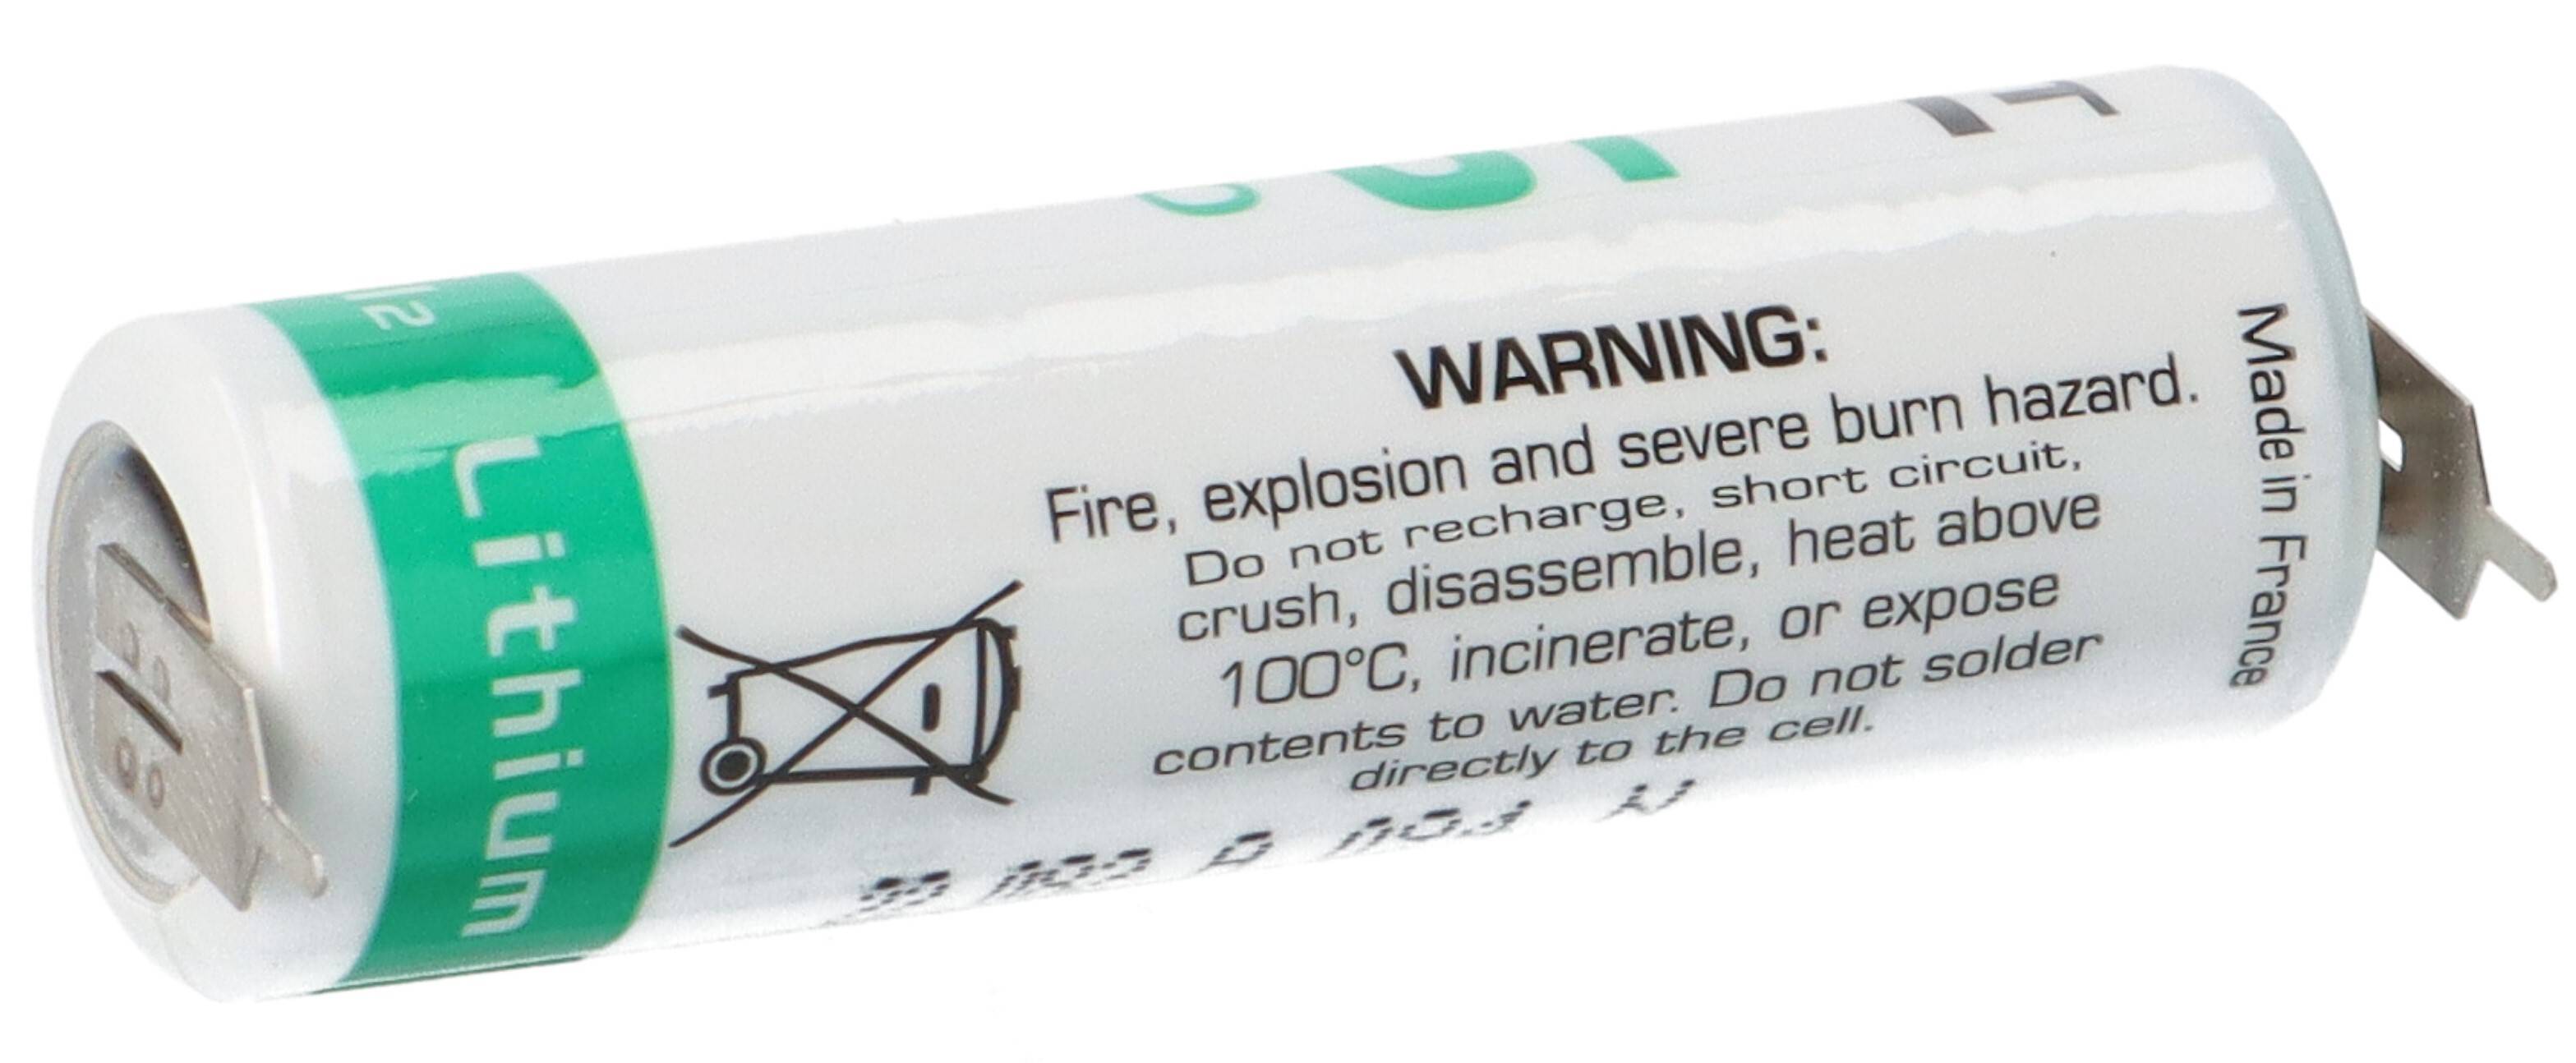 WARNING:
Fire, explosion and severe burn hazard.
Do not recharge, short circuit,
crush, disassemble, heat above
100°C, incinerate, or expose
contents to water. Do not solder
directly to the cell.
Made in France
Lithium